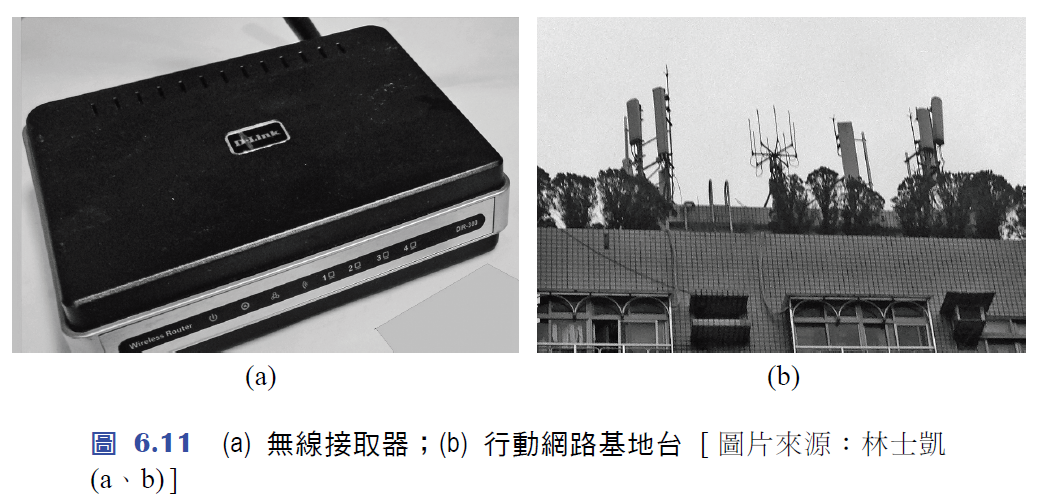 D-Link
DIR-300
Wireless Router
1
2
3
4
(a)
(b)
圖 6.11 (a) 無線接取器；(b) 行動網路基地台 [ 圖片來源：林士凱
(a、b) ]